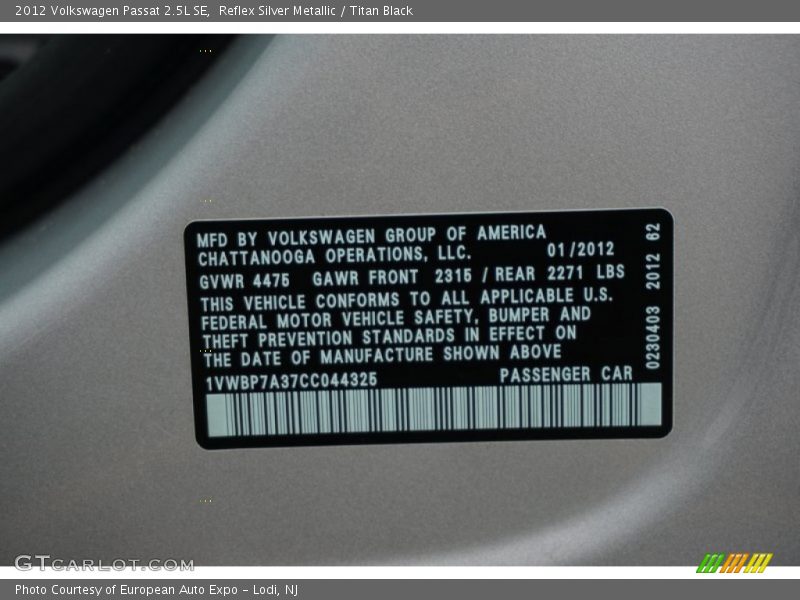 2012 Volkswagen Passat 2.5L SE,  Reflex Silver Metallic / Titan Black
MFD BY VOLKSWAGEN GROUP OF AMERICA
CHATTANOOGA OPERATIONS, LLC. 01/2012
GVWR 4475 GAWR FRONT 2315 / REAR 2271 LBS
THIS VEHICLE CONFORMS TO ALL APPLICABLE U.S.
FEDERAL MOTOR VEHICLE SAFETY, BUMPER AND
THEFT PREVENTION STANDARDS IN EFFECT ON
THE DATE OF MANUFACTURE SHOWN ABOVE
1VWBP7A37CC044325 PASSENGER CAR
0230403 2012 62
GTCARLOT.COM
Photo Courtesy of European Auto Expo - Lodi, NJ